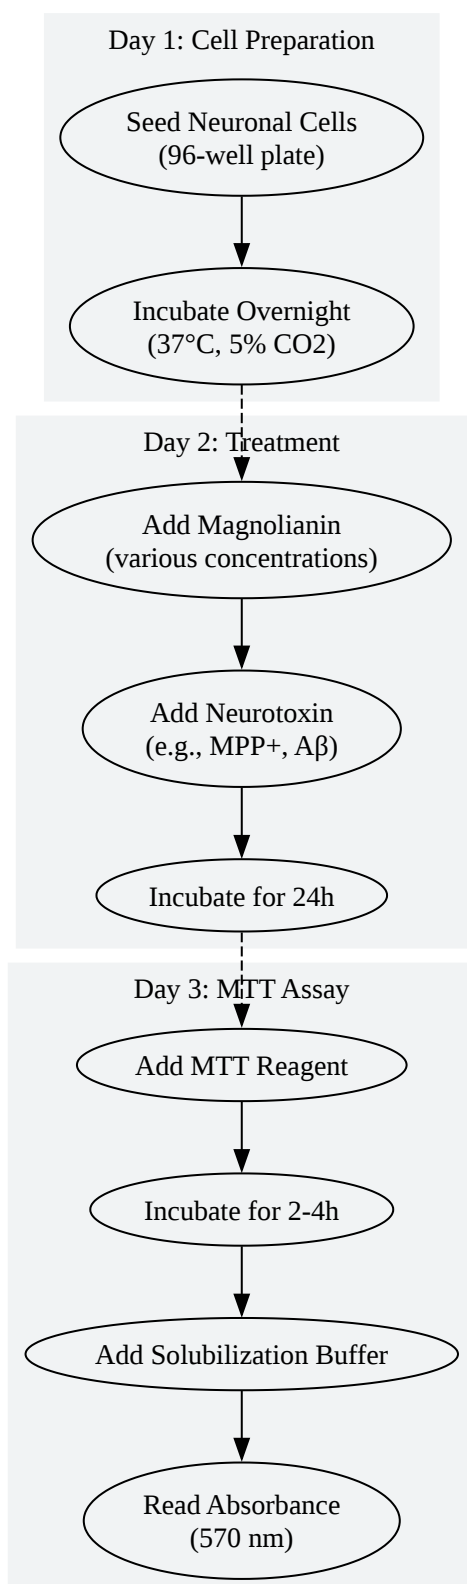 Day 1: Cell Preparation
Seed Neuronal Cells
(96-well plate)
Incubate Overnight
(37°C, 5% CO2)
Day 2: Treatment
Add Magnolianin
(various concentrations)
Add Neurotoxin
(e.g., MPP+, Aβ)
Incubate for 24h
Day 3: MTT Assay
Add MTT Reagent
Incubate for 2-4h
Add Solubilization Buffer
Read Absorbance
(570 nm)